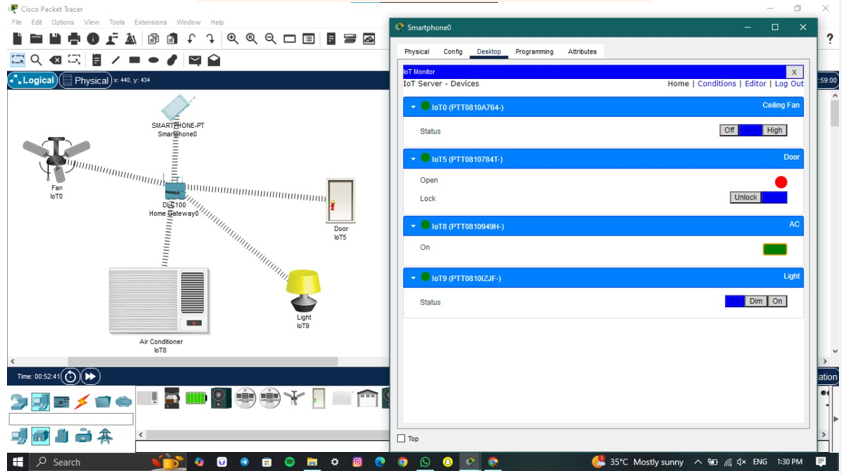 Cisco Packet Tracer
File Edit Options View Tools Extensions Window Help
Logical Physical x: 440, y: 434
:59:00
SMARTPHONE-PT
Smartphone0
Fan
IoT0
DLC100
Home Gateway0
Door
IoT5
Light
IoT9
Air Conditioner
IoT8
Time: 00:52:41
Smartphone0
Physical Config Desktop Programming Attributes
IoT Monitor X
IoT Server - Devices Home | Conditions | Editor | Log Out
IoT0 (PTT0810A764-) Ceiling Fan
Status Off High
IoT5 (PTT0810784T-) Door
Open
Lock Unlock
IoT8 (PTT0810949H-) AC
On
IoT9 (PTT0810IZJF-) Light
Status Dim On
Top
ation
Search
35°C Mostly sunny ENG 1:30 PM